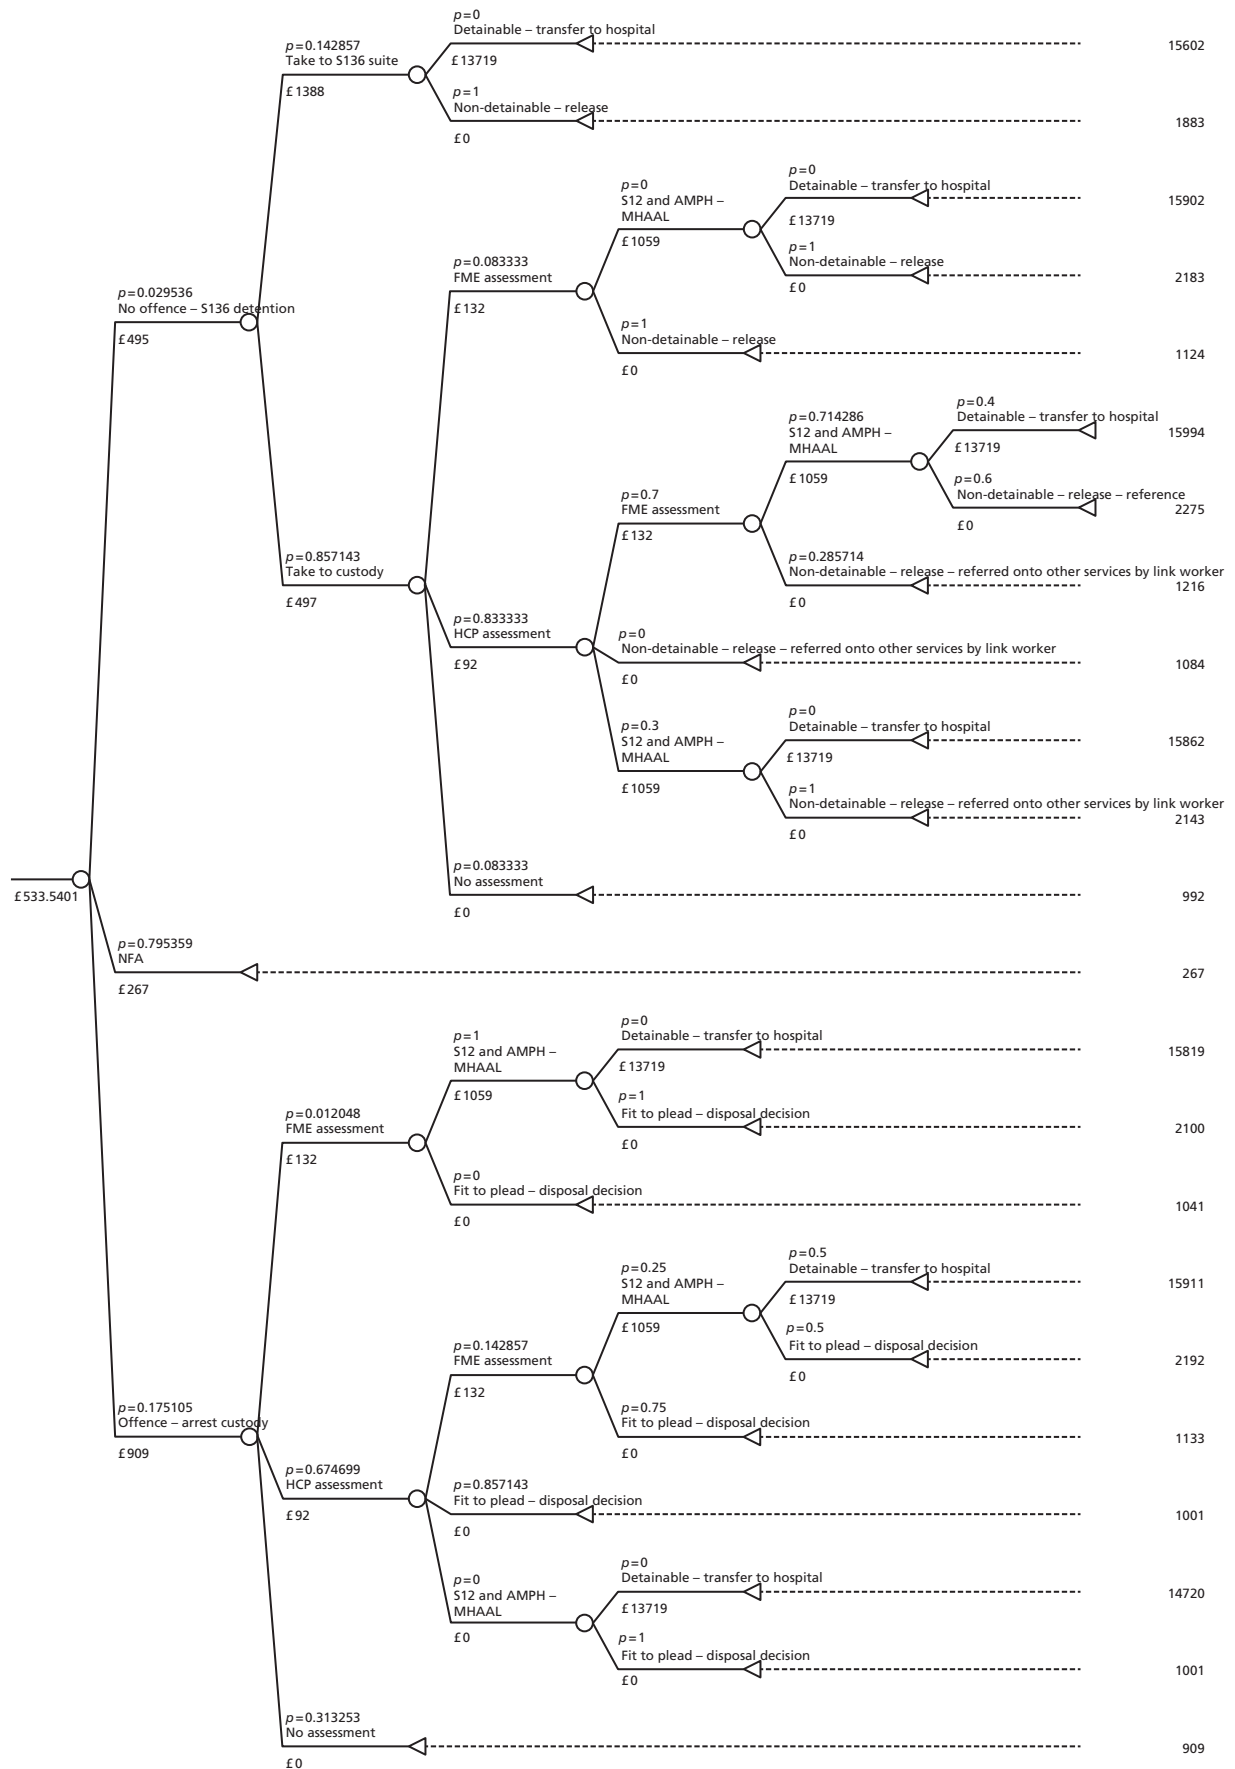 p=0
Detainable – transfer to hospital
15602
£13719
p=0.142857
Take to S136 suite
£1388
p=1
Non-detainable – release
1883
£0
p=0
Detainable – transfer to hospital
15902
£13719
p=0
S12 and AMPH –
MHAAL
£1059
p=1
Non-detainable – release
2183
£0
p=0.083333
FME assessment
£132
p=1
Non-detainable – release
1124
£0
p=0.029536
No offence – S136 detention
£495
p=0.4
Detainable – transfer to hospital
15994
£13719
p=0.714286
S12 and AMPH –
MHAAL
£1059
p=0.6
Non-detainable – release – reference
2275
£0
p=0.7
FME assessment
£132
p=0.285714
Non-detainable – release – referred onto other services by link worker
1216
£0
p=0.857143
Take to custody
£497
p=0.833333
HCP assessment
£92
p=0
Non-detainable – release – referred onto other services by link worker
1084
£0
p=0
Detainable – transfer to hospital
15862
£13719
p=0.3
S12 and AMPH –
MHAAL
£1059
p=1
Non-detainable – release – referred onto other services by link worker
2143
£0
p=0.083333
No assessment
992
£0
£533.5401
p=0.795359
NFA
267
£267
p=0
Detainable – transfer to hospital
15819
£13719
p=1
S12 and AMPH –
MHAAL
£1059
p=1
Fit to plead – disposal decision
2100
£0
p=0.012048
FME assessment
£132
p=0
Fit to plead – disposal decision
1041
£0
p=0.5
Detainable – transfer to hospital
15911
£13719
p=0.25
S12 and AMPH –
MHAAL
£1059
p=0.5
Fit to plead – disposal decision
2192
£0
p=0.142857
FME assessment
£132
p=0.75
Fit to plead – disposal decision
1133
£0
p=0.175105
Offence – arrest custody
£909
p=0.674699
HCP assessment
£92
p=0.857143
Fit to plead – disposal decision
1001
£0
p=0
Detainable – transfer to hospital
14720
£13719
p=0
S12 and AMPH –
MHAAL
£0
p=1
Fit to plead – disposal decision
1001
£0
p=0.313253
No assessment
909
£0